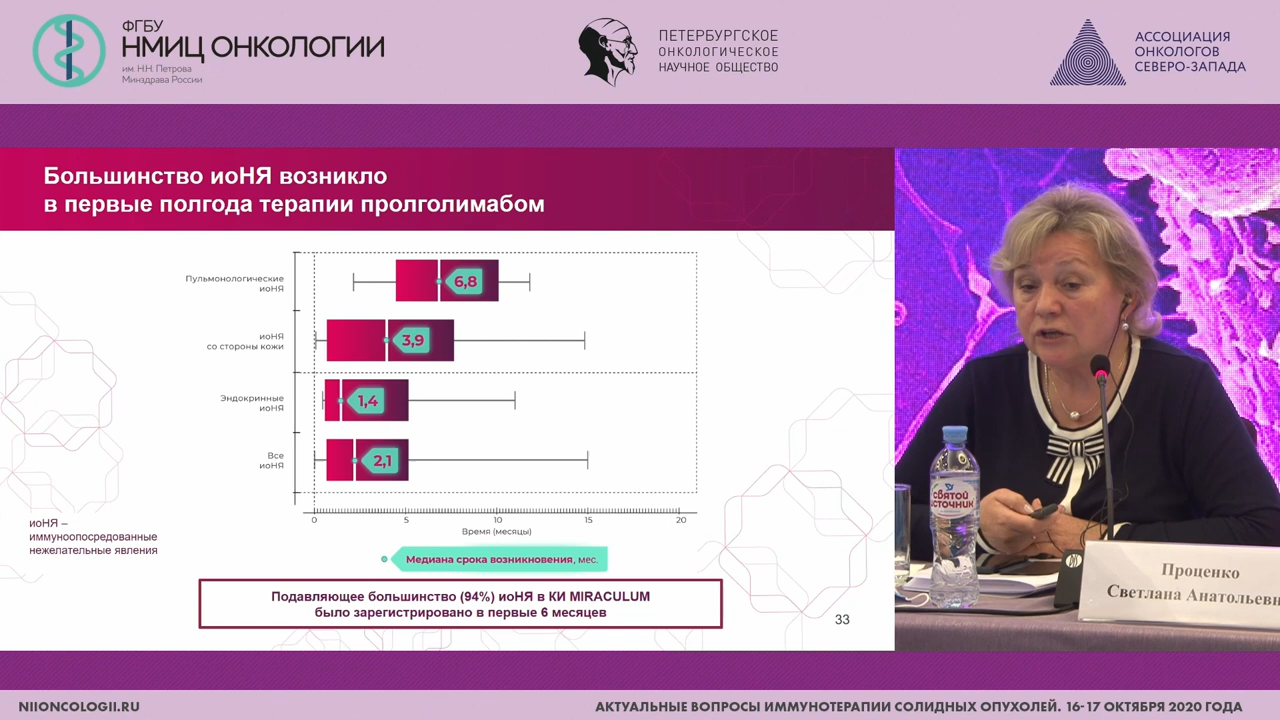 ФГБУ
НМИЦ ОНКОЛОГИИ
им. Н.Н. Петрова
Минздрава России
ПЕТЕРБУРГСКОЕ
ОНКОЛОГИЧЕСКОЕ
НАУЧНОЕ ОБЩЕСТВО
АССОЦИАЦИЯ
ОНКОЛОГОВ
СЕВЕРО-ЗАПАДА
Большинство иоНЯ возникло
в первые полгода терапии пролголимабом
Пульмонологические
иоНЯ
6,8
иоНЯ
со стороны кожи
3,9
Эндокринные
иоНЯ
1,4
Все
иоНЯ
2,1
0 5 10 15 20
Время (месяцы)
иоНЯ –
иммуноопосредованные
нежелательные явления
Медиана срока возникновения, мес.
Подавляющее большинство (94%) иоНЯ в КИ MIRACULUM
было зарегистрировано в первые 6 месяцев
33
СВЯТОЙ
ИСТОЧНИК
Проценко
Светлана Анатольевн
NIIONCOLOGII.RU
АКТУАЛЬНЫЕ ВОПРОСЫ ИММУНОТЕРАПИИ СОЛИДНЫХ ОПУХОЛЕЙ. 16-17 ОКТЯБРЯ 2020 ГОДА